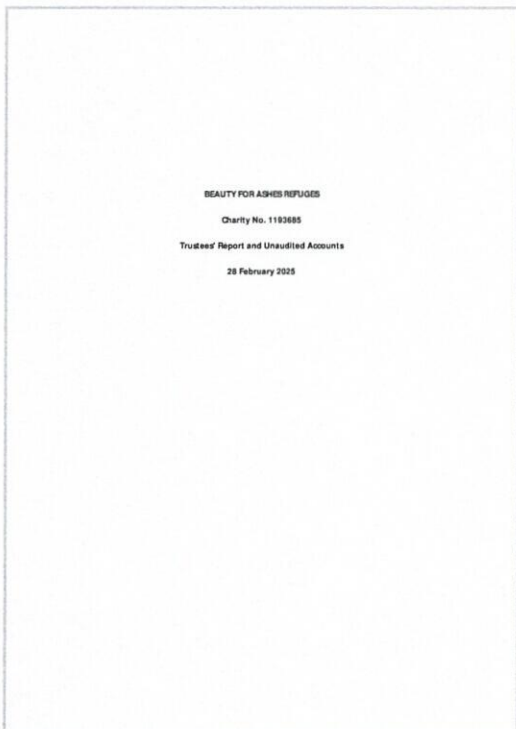 BEAUTY FOR ASHES REFUGES
Charity No. 1193685
Trustees' Report and Unaudited Accounts
28 February 2025